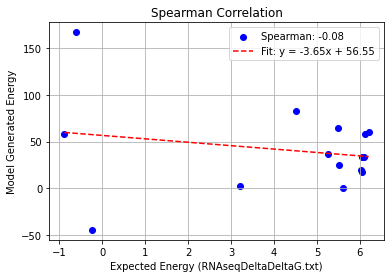 Spearman Correlation
Spearman: -0.08
Fit: y = -3.65x + 56.55
Model Generated Energy
150
100
50
0
−50
−1
0
1
2
3
4
5
6
Expected Energy (RNAseqDeltaDeltaG.txt)